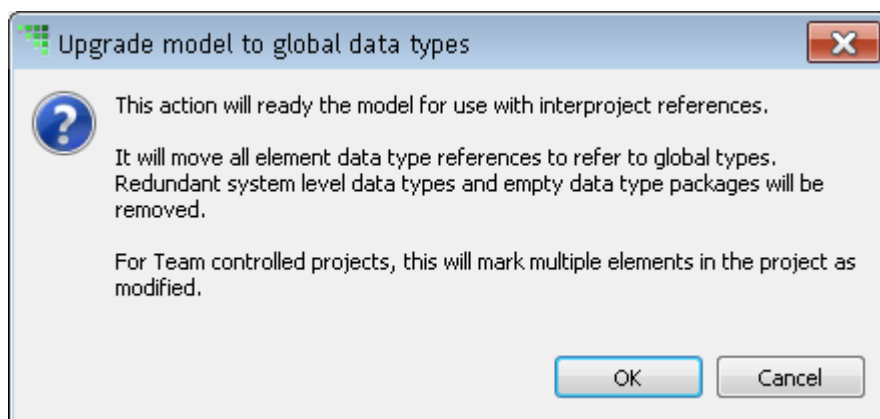 Upgrade model to global data types
This action will ready the model for use with interproject references.
It will move all element data type references to refer to global types.
Redundant system level data types and empty data type packages will be
removed.
For Team controlled projects, this will mark multiple elements in the project as
modified.
OK
Cancel